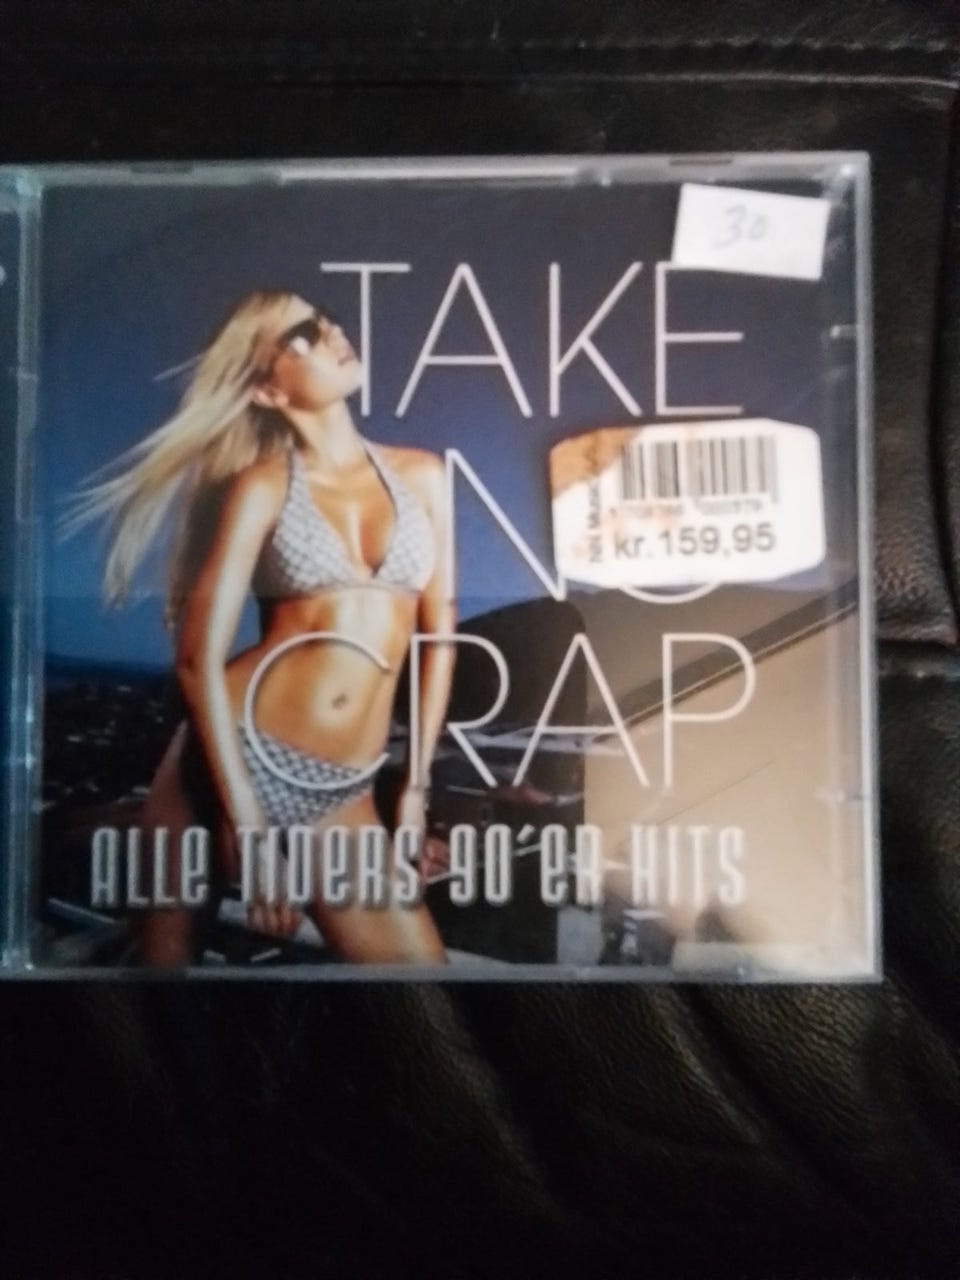 30
TAKE
NO
kr. 159,95
CRAP
ALLE TIDERS 90'ER HITS